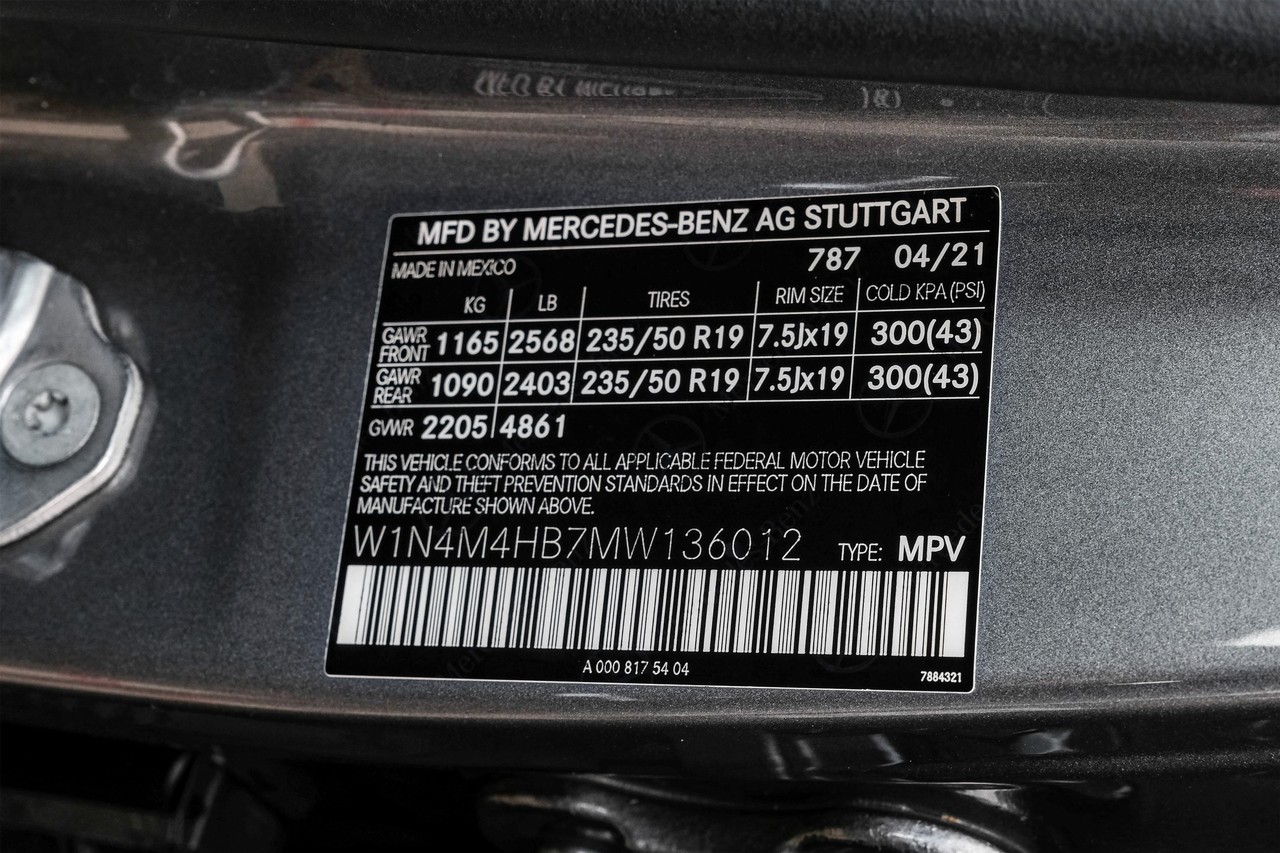 MFD BY MERCEDES-BENZ AG STUTTGART
MADE IN MEXICO 787 04/21
KG LB TIRES RIM SIZE COLD KPA(PSI)
GAWR FRONT 1165 2568 235/50 R19 7.5Jx19 300(43)
GAWR REAR 1090 2403 235/50 R19 7.5Jx19 300(43)
GVWR 2205 4861
THIS VEHICLE CONFORMS TO ALL APPLICABLE FEDERAL MOTOR VEHICLE
SAFETY AND THEFT PREVENTION STANDARDS IN EFFECT ON THE DATE OF
MANUFACTURE SHOWN ABOVE.
W1N4M4HB7MW136012 TYPE: MPV
A 000 817 54 04
7884321